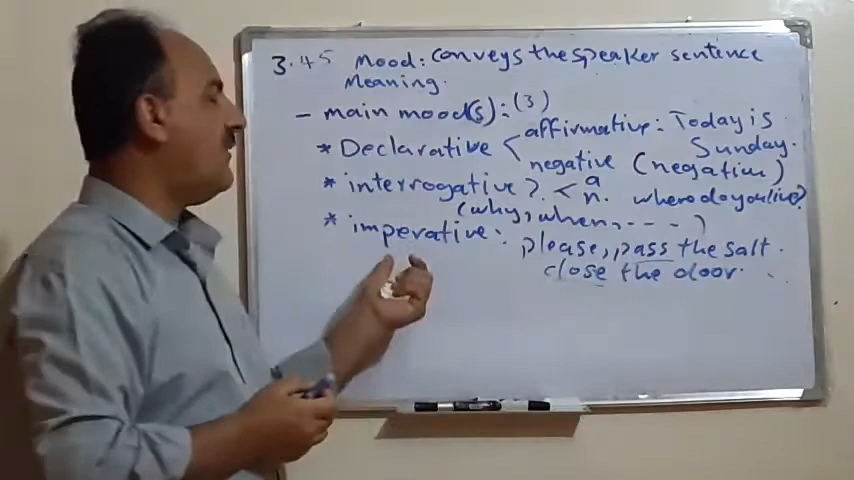 3.45 Mood: conveys the speaker sentence
Meaning.
- main mood(s): (3)
* Declarative < affirmative: Today is
Sunday.
negative (negation)
* interrogative? < a
n. where do you live?
(why, when, ----)
* imperative: please, pass the salt.
close the door.